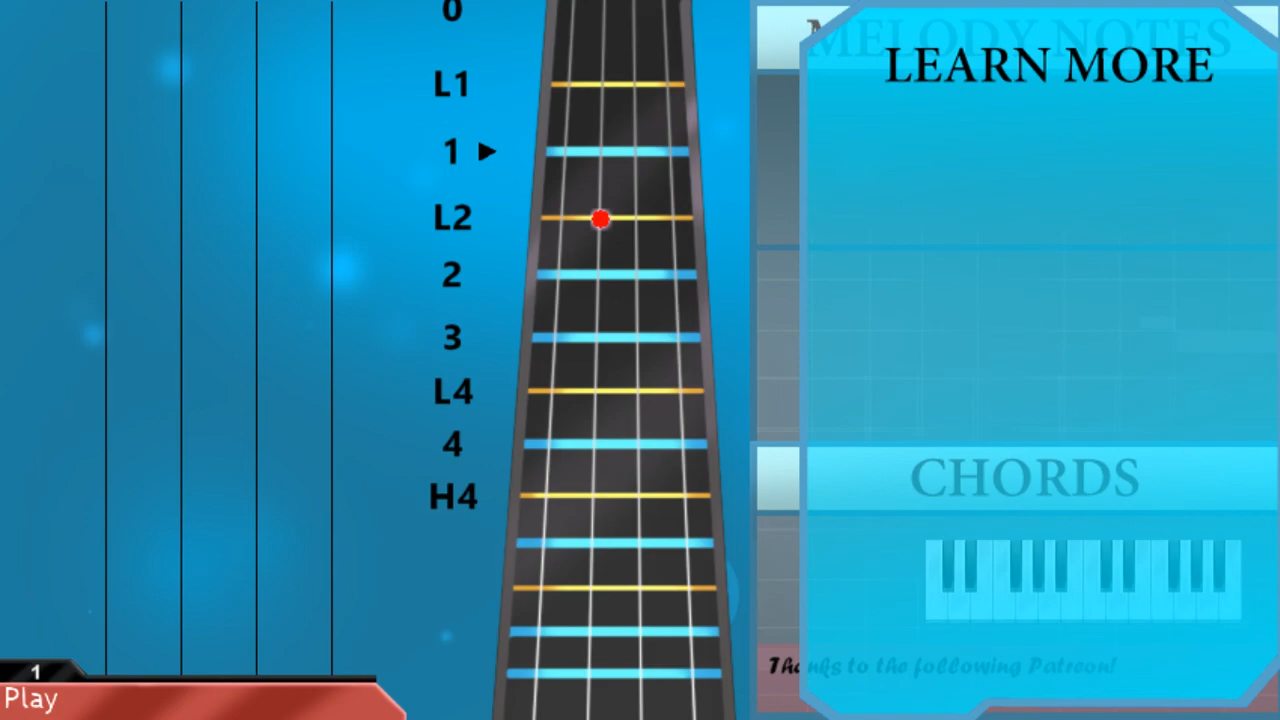 0
L1
1
L2
2
3
L4
4
H4
1
Play
MELODY NOTES
LEARN MORE
CHORDS
Thanks to the following Patreon!